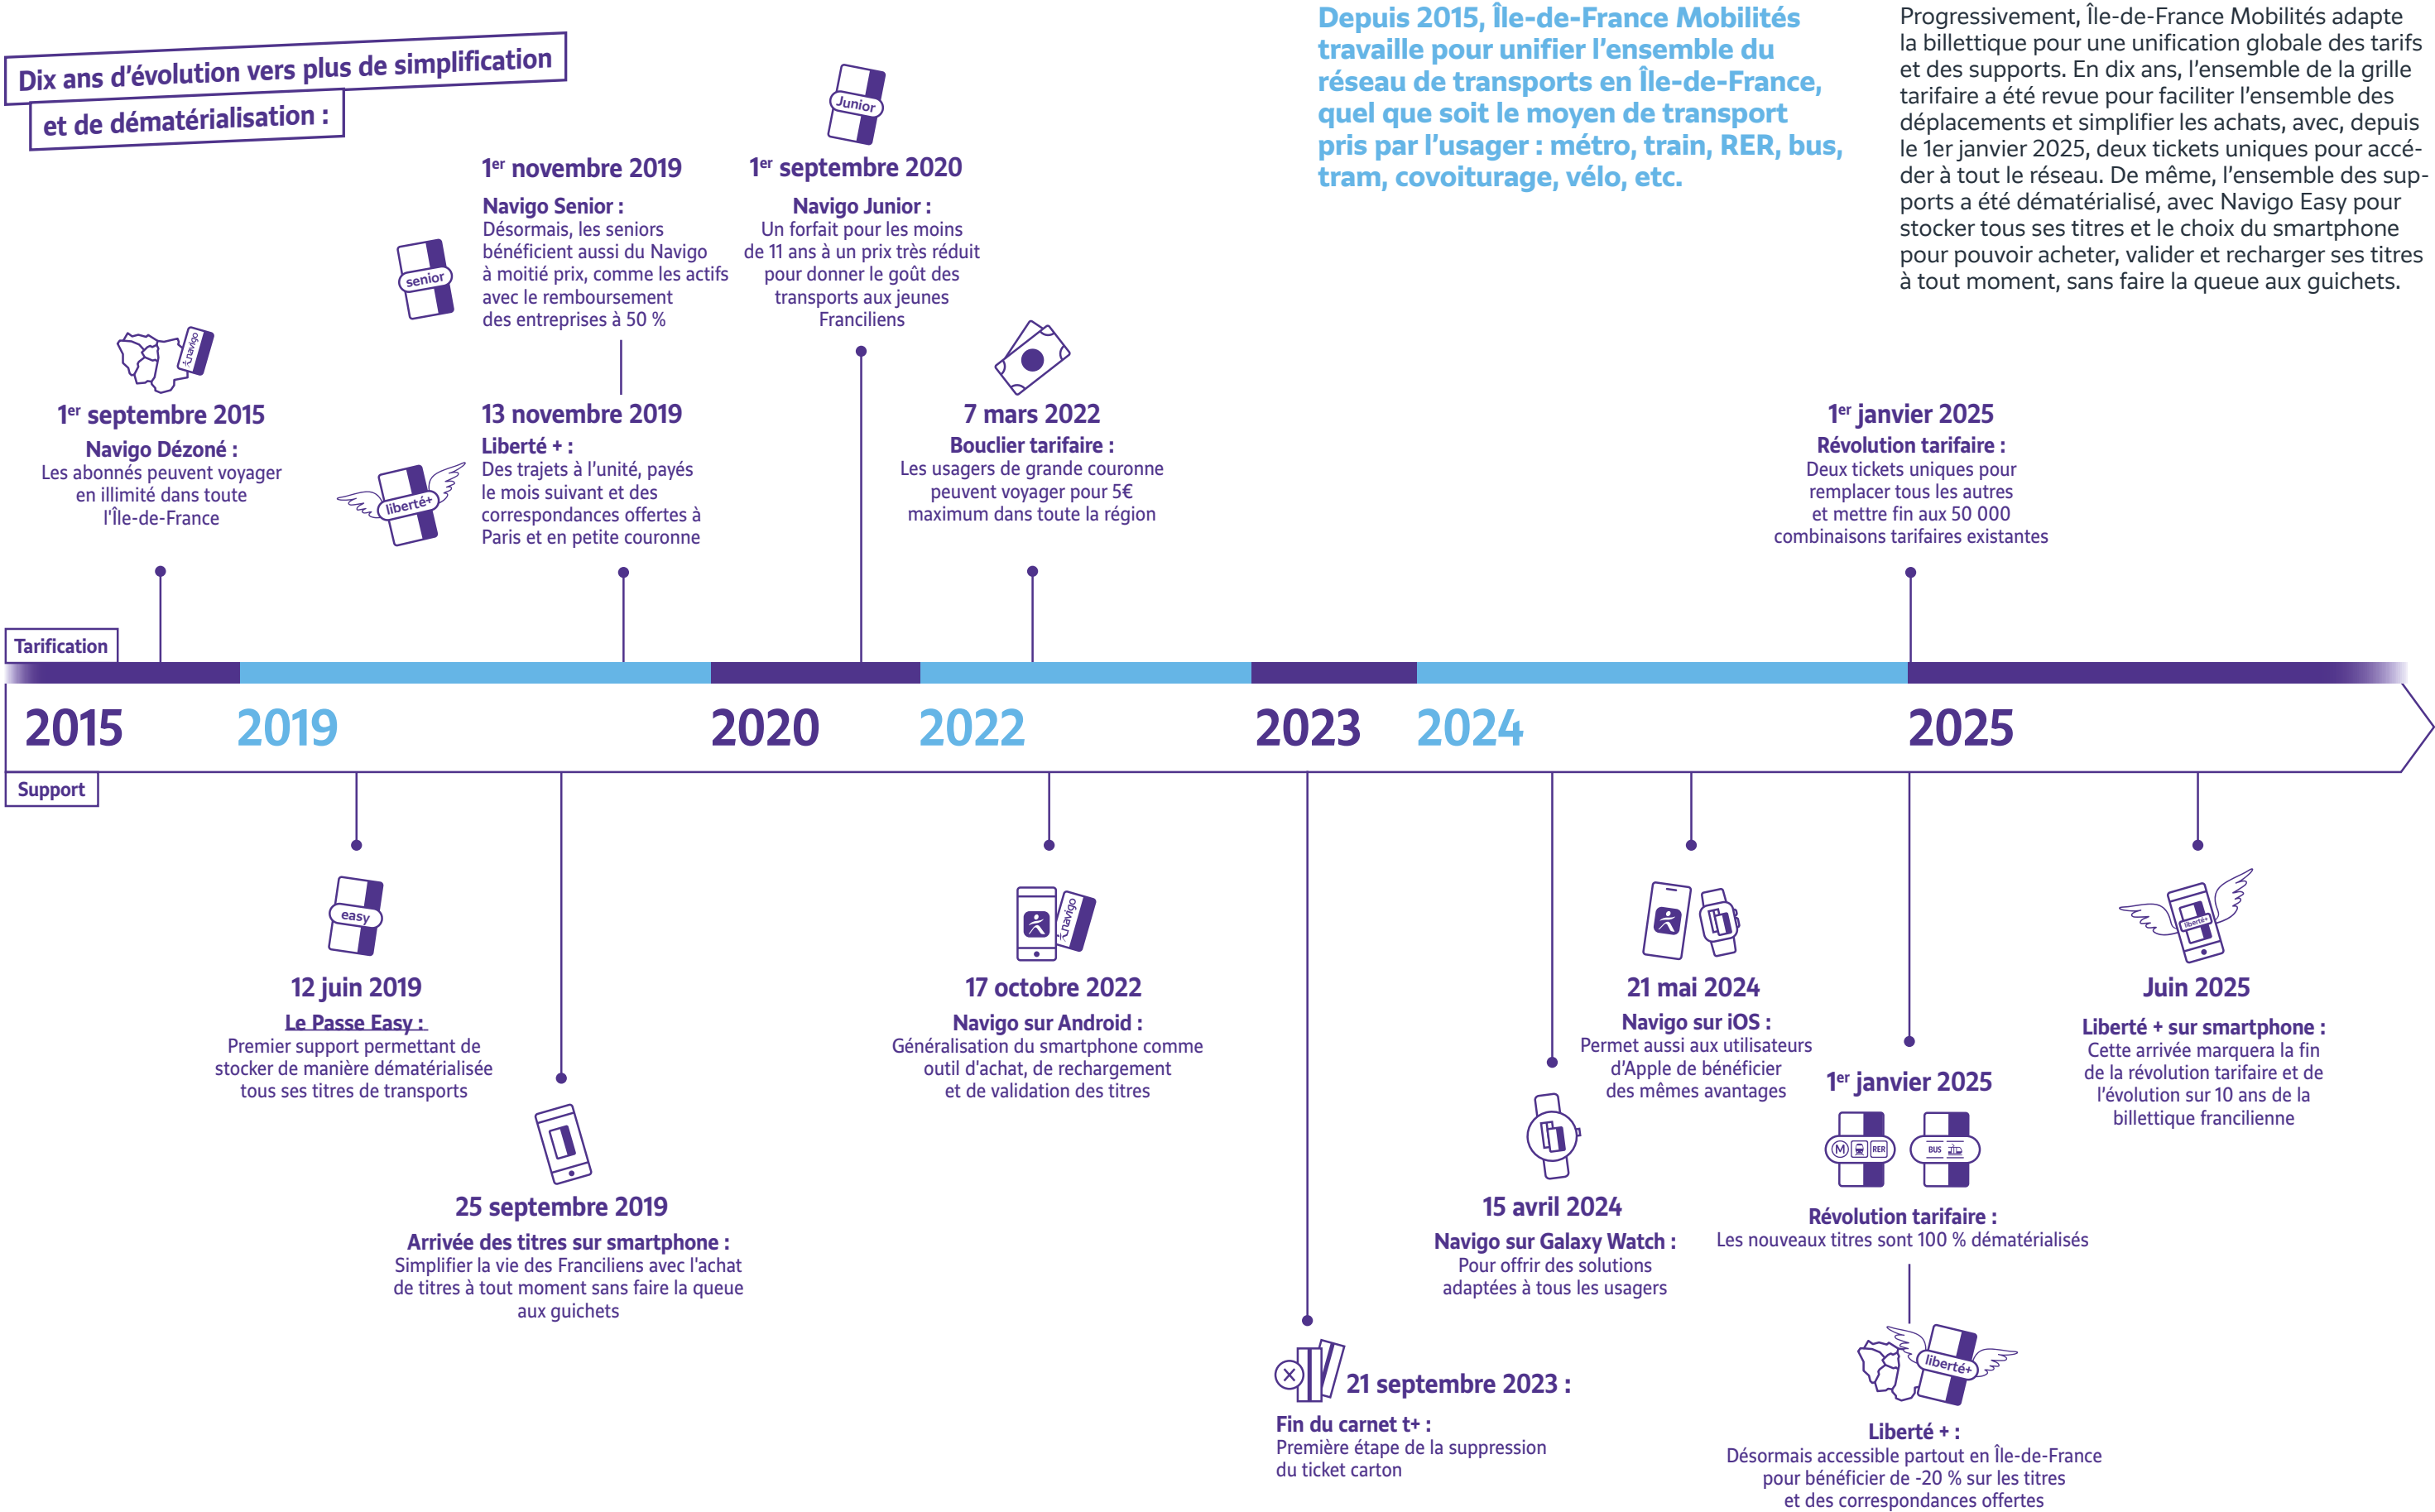 Dix ans d'évolution vers plus de simplification
et de dématérialisation :
Depuis 2015, Île-de-France Mobilités
travaille pour unifier l'ensemble du
réseau de transports en Île-de-France,
quel que soit le moyen de transport
pris par l'usager : métro, train, RER, bus,
tram, covoiturage, vélo, etc.
Progressivement, Île-de-France Mobilités adapte
la billettique pour une unification globale des tarifs
et des supports. En dix ans, l'ensemble de la grille
tarifaire a été revue pour faciliter l'ensemble des
déplacements et simplifier les achats, avec, depuis
le 1er janvier 2025, deux tickets uniques pour accé-
der à tout le réseau. De même, l'ensemble des sup-
ports a été dématérialisé, avec Navigo Easy pour
stocker tous ses titres et le choix du smartphone
pour pouvoir acheter, valider et recharger ses titres
à tout moment, sans faire la queue aux guichets.
navigo
1er septembre 2015
Navigo Dézoné :
Les abonnés peuvent voyager
en illimité dans toute
l'Île-de-France
senior
1er novembre 2019
Navigo Senior :
Désormais, les seniors
bénéficient aussi du Navigo
à moitié prix, comme les actifs
avec le remboursement
des entreprises à 50 %
liberté+
13 novembre 2019
Liberté + :
Des trajets à l'unité, payés
le mois suivant et des
correspondances offertes à
Paris et en petite couronne
Junior
1er septembre 2020
Navigo Junior :
Un forfait pour les moins
de 11 ans à un prix très réduit
pour donner le goût des
transports aux jeunes
Franciliens
7 mars 2022
Bouclier tarifaire :
Les usagers de grande couronne
peuvent voyager pour 5€
maximum dans toute la région
1er janvier 2025
Révolution tarifaire :
Deux tickets uniques pour
remplacer tous les autres
et mettre fin aux 50 000
combinaisons tarifaires existantes
Tarification
2015 2019 2020 2022 2023 2024 2025
Support
easy
12 juin 2019
Le Passe Easy :
Premier support permettant de
stocker de manière dématérialisée
tous ses titres de transports
25 septembre 2019
Arrivée des titres sur smartphone :
Simplifier la vie des Franciliens avec l'achat
de titres à tout moment sans faire la queue
aux guichets
navigo
17 octobre 2022
Navigo sur Android :
Généralisation du smartphone comme
outil d'achat, de rechargement
et de validation des titres
21 septembre 2023 :
Fin du carnet t+ :
Première étape de la suppression
du ticket carton
15 avril 2024
Navigo sur Galaxy Watch :
Pour offrir des solutions
adaptées à tous les usagers
21 mai 2024
Navigo sur iOS :
Permet aussi aux utilisateurs
d'Apple de bénéficier
des mêmes avantages
1er janvier 2025
M RER BUS
Révolution tarifaire :
Les nouveaux titres sont 100 % dématérialisés
liberté+
Liberté + :
Désormais accessible partout en Île-de-France
pour bénéficier de -20 % sur les titres
et des correspondances offertes
liberté+
Juin 2025
Liberté + sur smartphone :
Cette arrivée marquera la fin
de la révolution tarifaire et de
l'évolution sur 10 ans de la
billettique francilienne